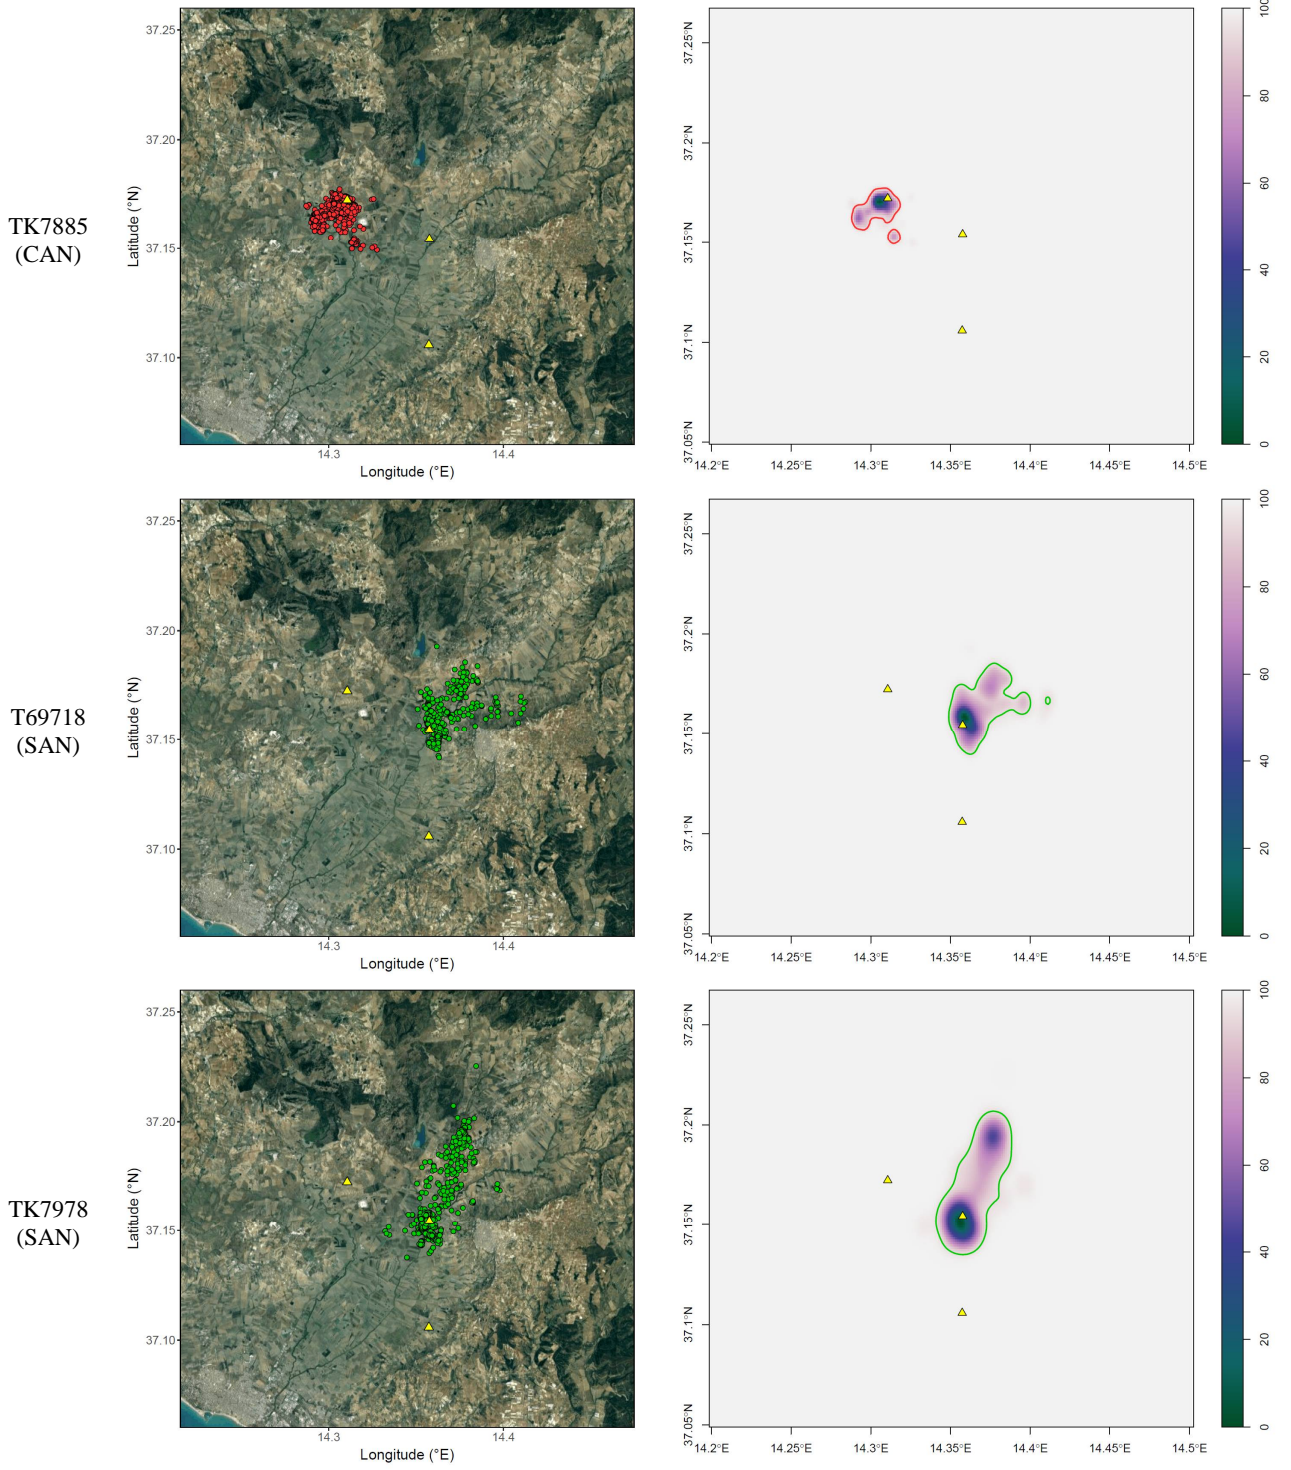 TK7885
(CAN)
Latitude (°N)
37.25
37.20
37.15
37.10
14.3
14.4
Longitude (°E)
37.25°N
37.2°N
37.15°N
37.1°N
37.05°N
14.2°E
14.25°E
14.3°E
14.35°E
14.4°E
14.45°E
14.5°E
100
80
60
40
20
0
T69718
(SAN)
Latitude (°N)
37.25
37.20
37.15
37.10
14.3
14.4
Longitude (°E)
37.25°N
37.2°N
37.15°N
37.1°N
37.05°N
14.2°E
14.25°E
14.3°E
14.35°E
14.4°E
14.45°E
14.5°E
100
80
60
40
20
0
TK7978
(SAN)
Latitude (°N)
37.25
37.20
37.15
37.10
14.3
14.4
Longitude (°E)
37.25°N
37.2°N
37.15°N
37.1°N
37.05°N
14.2°E
14.25°E
14.3°E
14.35°E
14.4°E
14.45°E
14.5°E
100
80
60
40
20
0